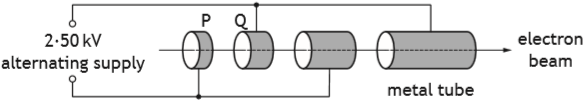 P Q
2·50 kV
alternating supply
electron
beam
metal tube